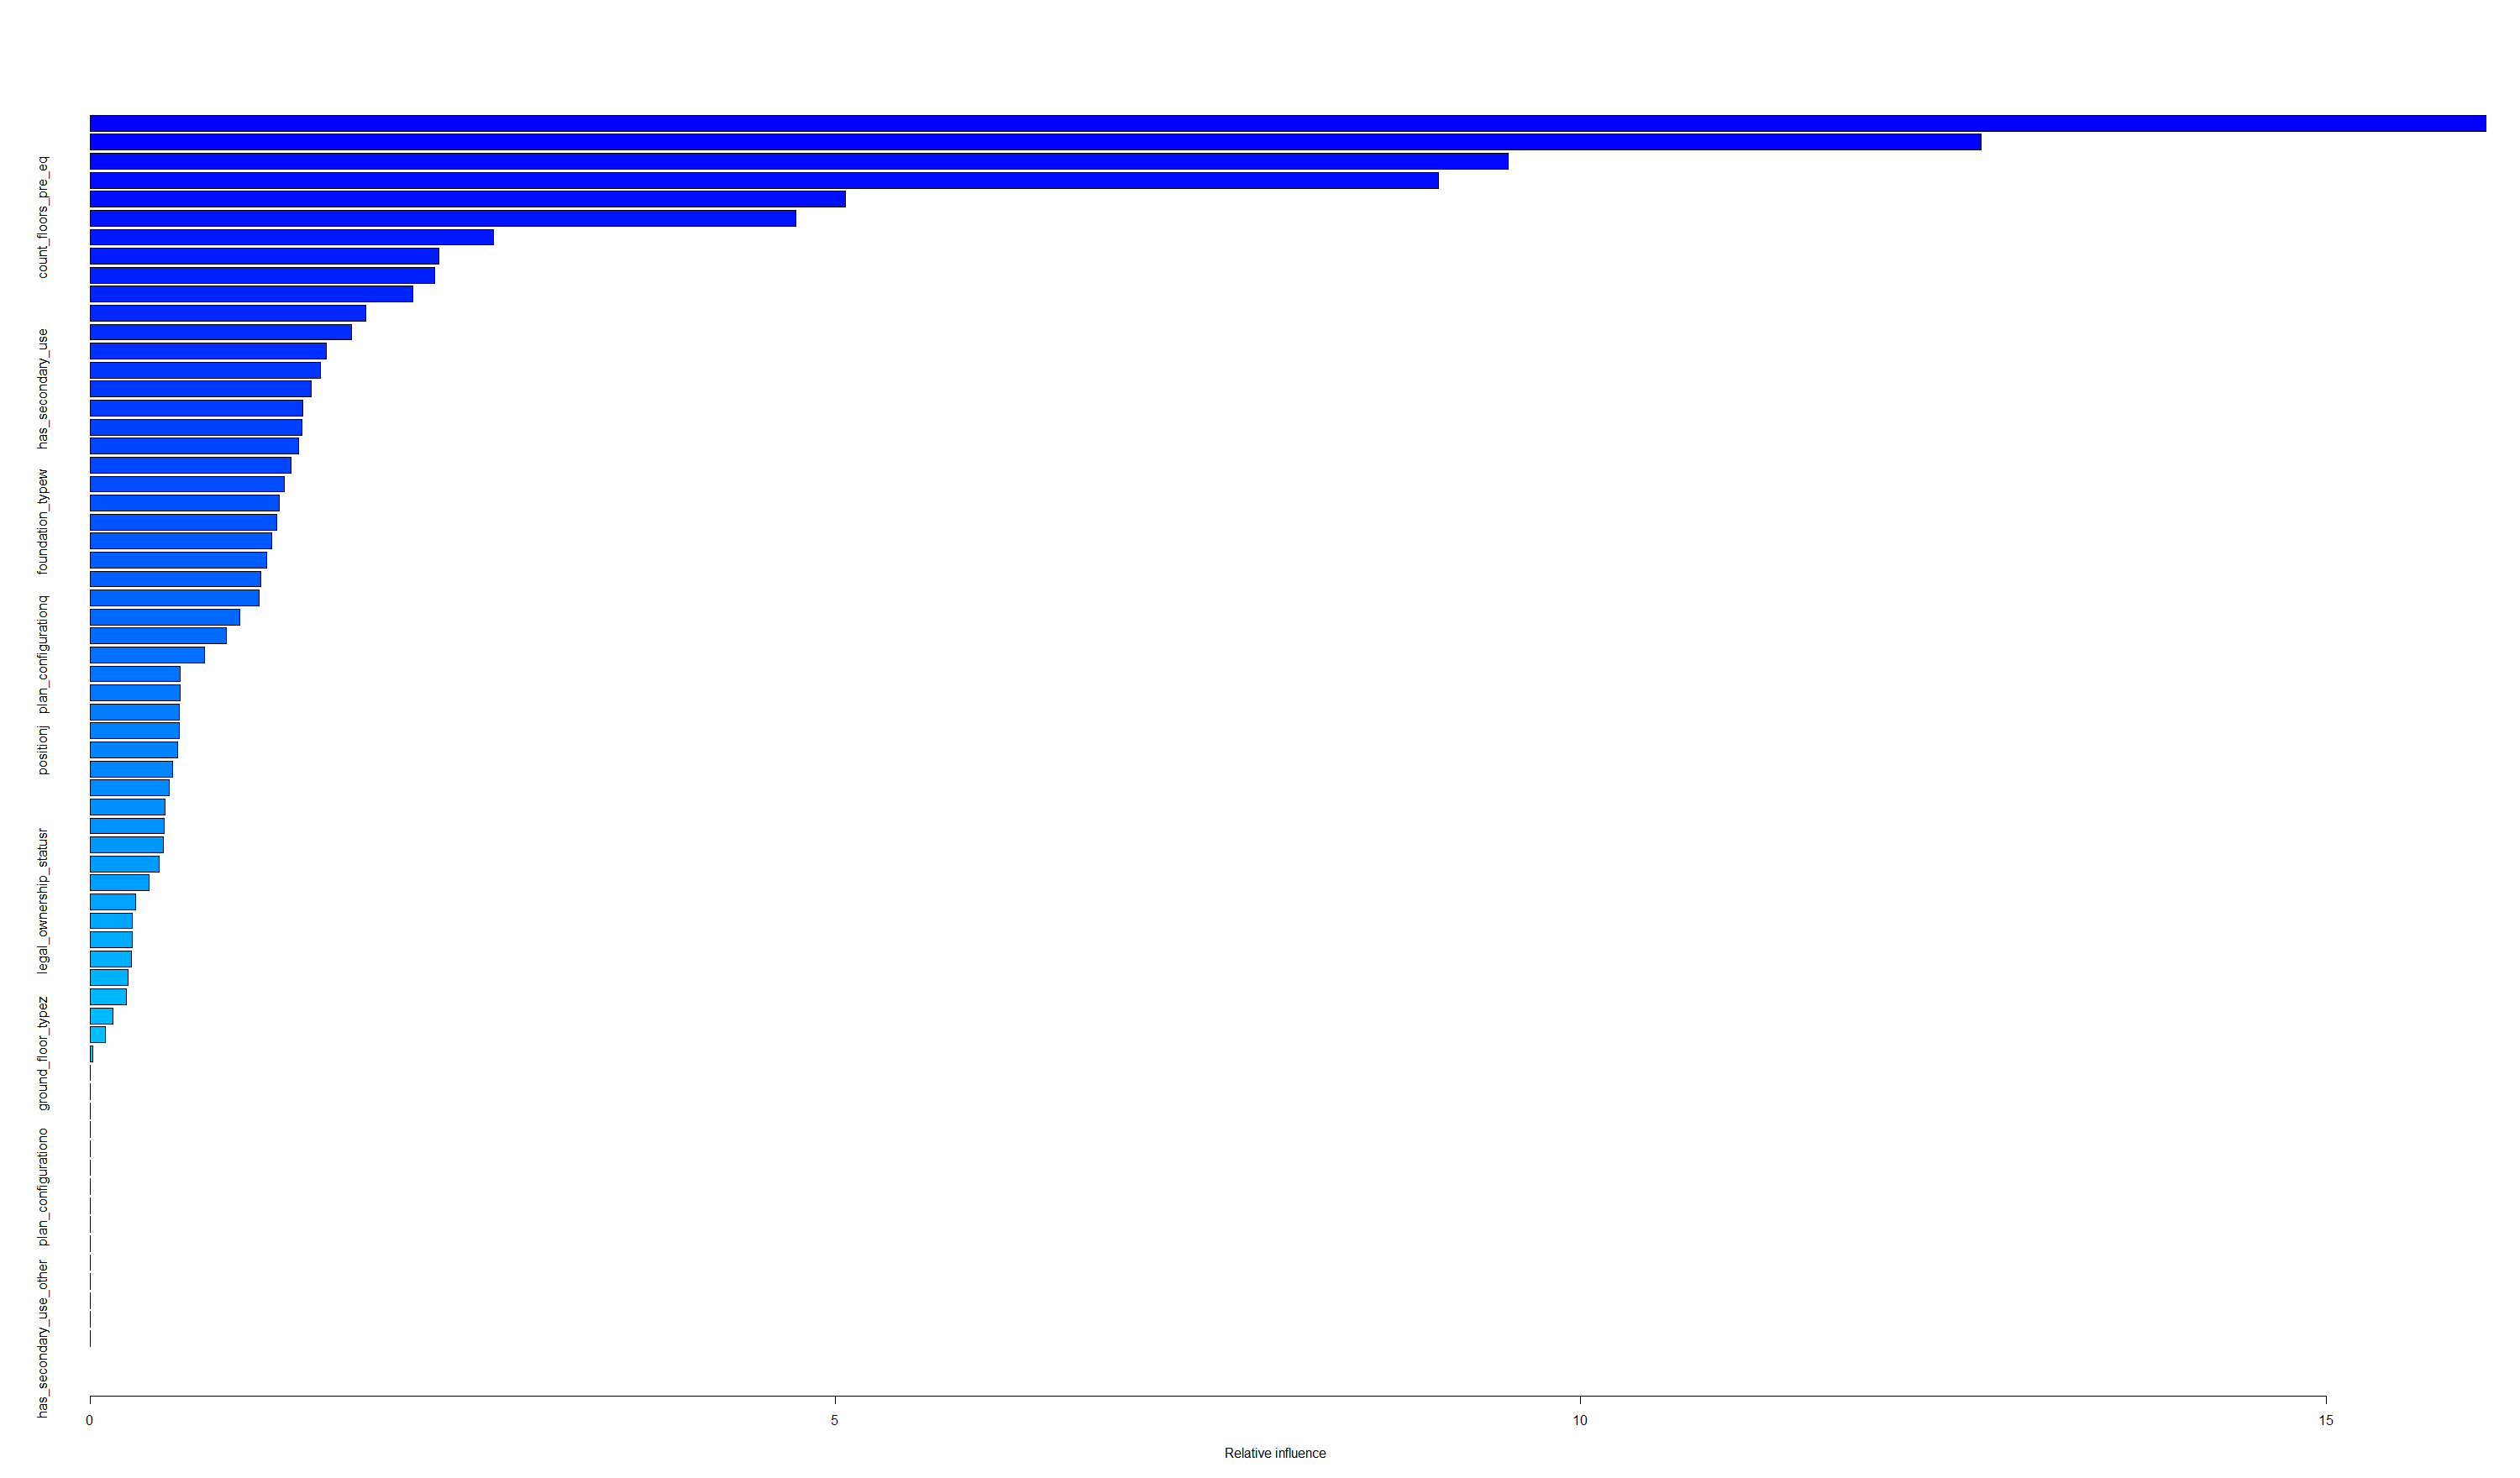 count_floors_pre_eq
has_secondary_use
foundation_typew
plan_configurationq
positionj
legal_ownership_statusr
ground_floor_typez
plan_configurationo
has_secondary_use_other
0 5 10 15
Relative influence